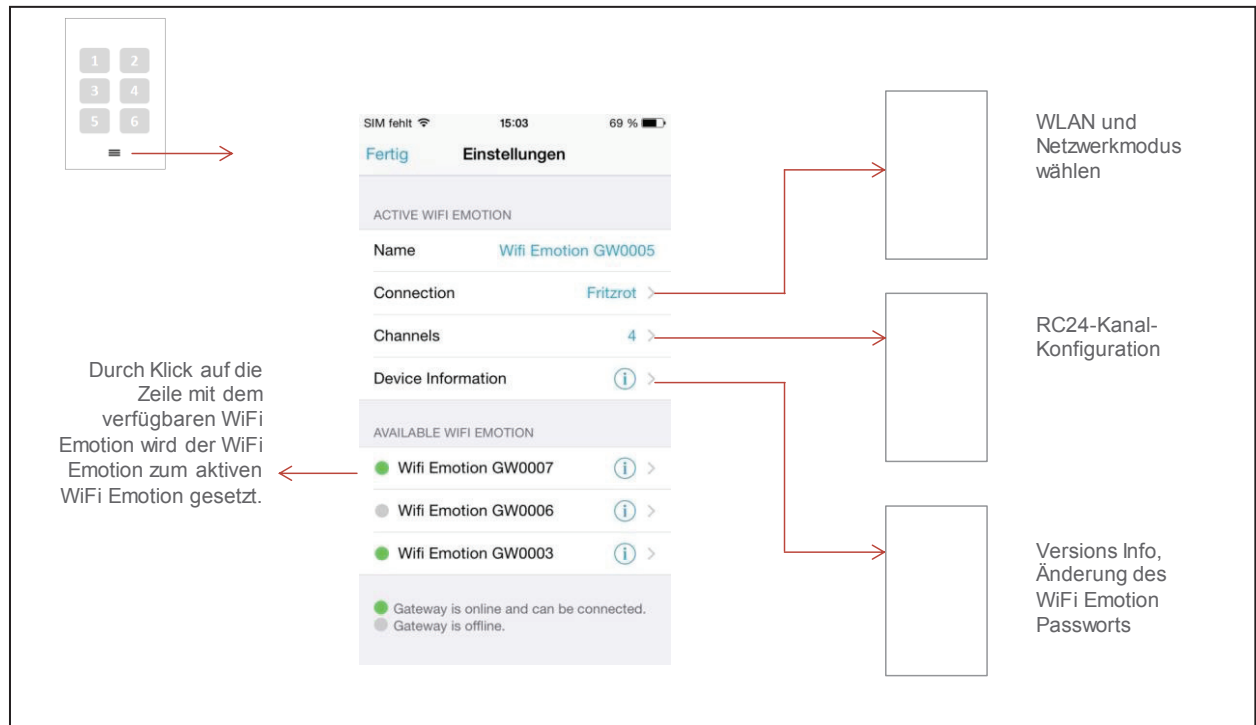 1 2
3 4
5 6
SIM fehlt 15:03 69 %
Fertig Einstellungen
ACTIVE WIFI EMOTION
Name Wifi Emotion GW0005
Connection Fritzrot
Channels 4
Device Information i
AVAILABLE WIFI EMOTION
Wifi Emotion GW0007 i
Wifi Emotion GW0006 i
Wifi Emotion GW0003 i
Gateway is online and can be connected.
Gateway is offline.
Durch Klick auf die
Zeile mit dem
verfügbaren WiFi
Emotion wird der WiFi
Emotion zum aktiven
WiFi Emotion gesetzt.
WLAN und
Netzwerkmodus
wählen
RC24-Kanal-
Konfiguration
Versions Info,
Änderung des
WiFi Emotion
Passworts